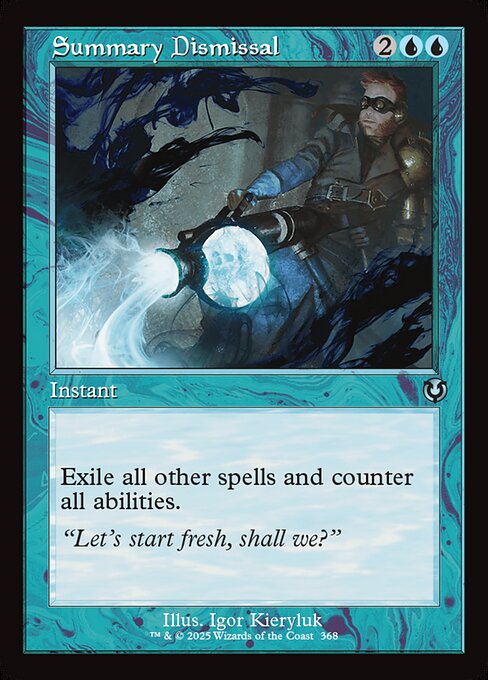 Summary Dismissal 2
Instant
Exile all other spells and counter
all abilities.
“Let’s start fresh, shall we?”
Illus. Igor Kieryluk
™ & © 2025 Wizards of the Coast 368